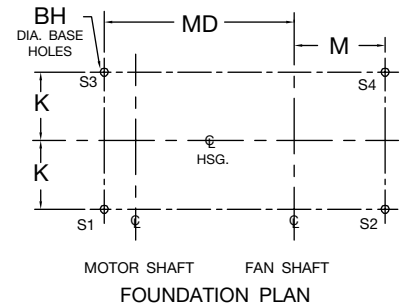 BH
DIA. BASE
HOLES
MD
M
S3
S4
K
K
℄
HSG.
S1
℄
℄
S2
MOTOR SHAFT
FAN SHAFT
FOUNDATION PLAN